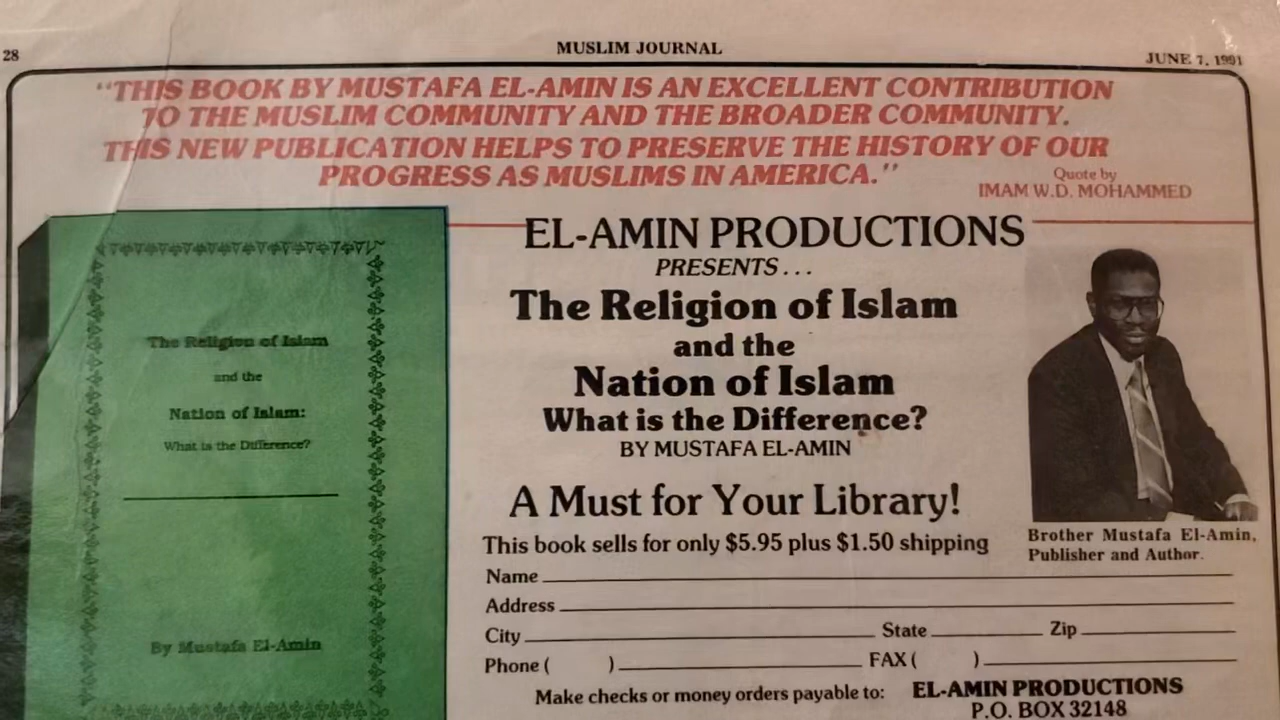 28
MUSLIM JOURNAL
JUNE 7, 1991
"THIS BOOK BY MUSTAFA EL-AMIN IS AN EXCELLENT CONTRIBUTION
TO THE MUSLIM COMMUNITY AND THE BROADER COMMUNITY.
THIS NEW PUBLICATION HELPS TO PRESERVE THE HISTORY OF OUR
PROGRESS AS MUSLIMS IN AMERICA."
Quote by
IMAM W.D. MOHAMMED
The Religion of Islam
and the
Nation of Islam:
What is the Difference?
By Mustafa El-Amin
EL-AMIN PRODUCTIONS
PRESENTS...
The Religion of Islam
and the
Nation of Islam
What is the Difference?
BY MUSTAFA EL-AMIN
A Must for Your Library!
This book sells for only $5.95 plus $1.50 shipping
Brother Mustafa El-Amin,
Publisher and Author.
Name
Address
City State Zip
Phone ( ) FAX ( )
Make checks or money orders payable to: EL-AMIN PRODUCTIONS
P.O. BOX 32148